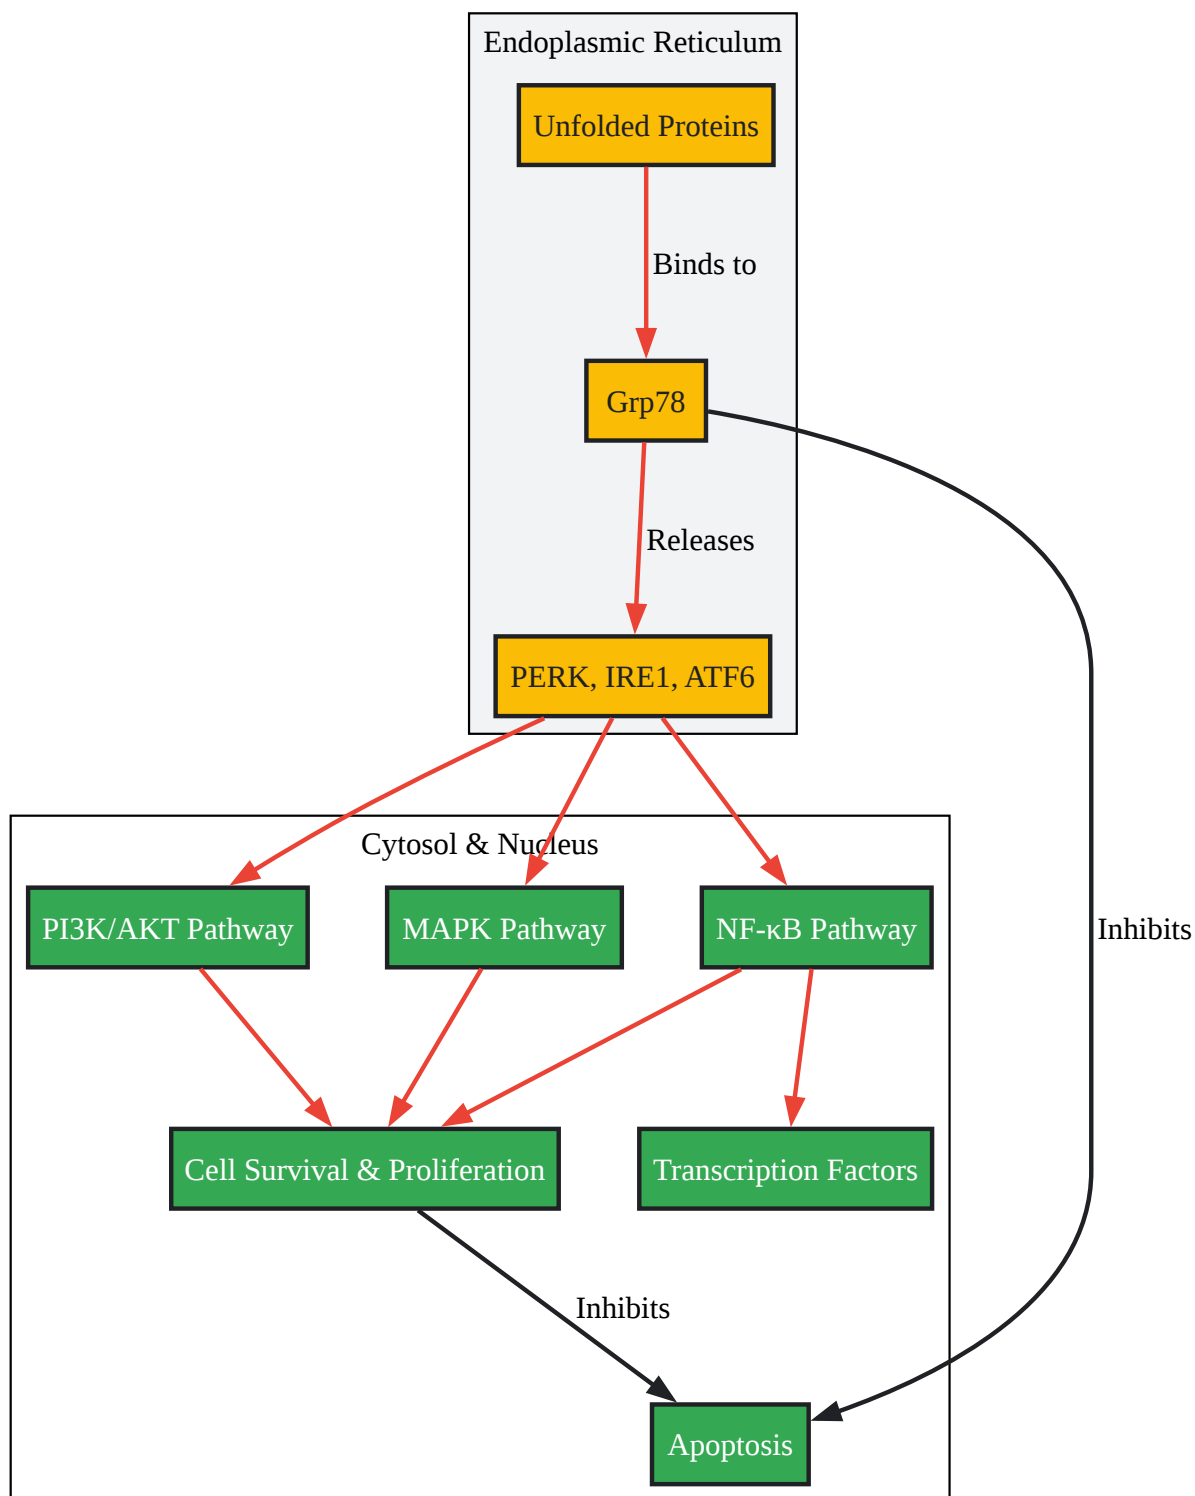 Endoplasmic Reticulum
Unfolded Proteins
Binds to
Grp78
Releases
PERK, IRE1, ATF6
Cytosol & Nucleus
PI3K/AKT Pathway
MAPK Pathway
NF-κB Pathway
Inhibits
Cell Survival & Proliferation
Transcription Factors
Inhibits
Apoptosis